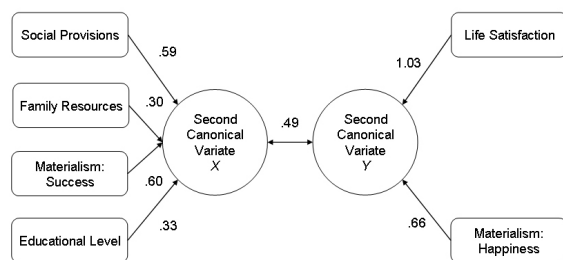 Social Provisions
.59
Family Resources
.30
Materialism:
Success
.60
Educational Level
.33
Second
Canonical
Variate
X
.49
Second
Canonical
Variate
Y
Life Satisfaction
1.03
.66
Materialism:
Happiness